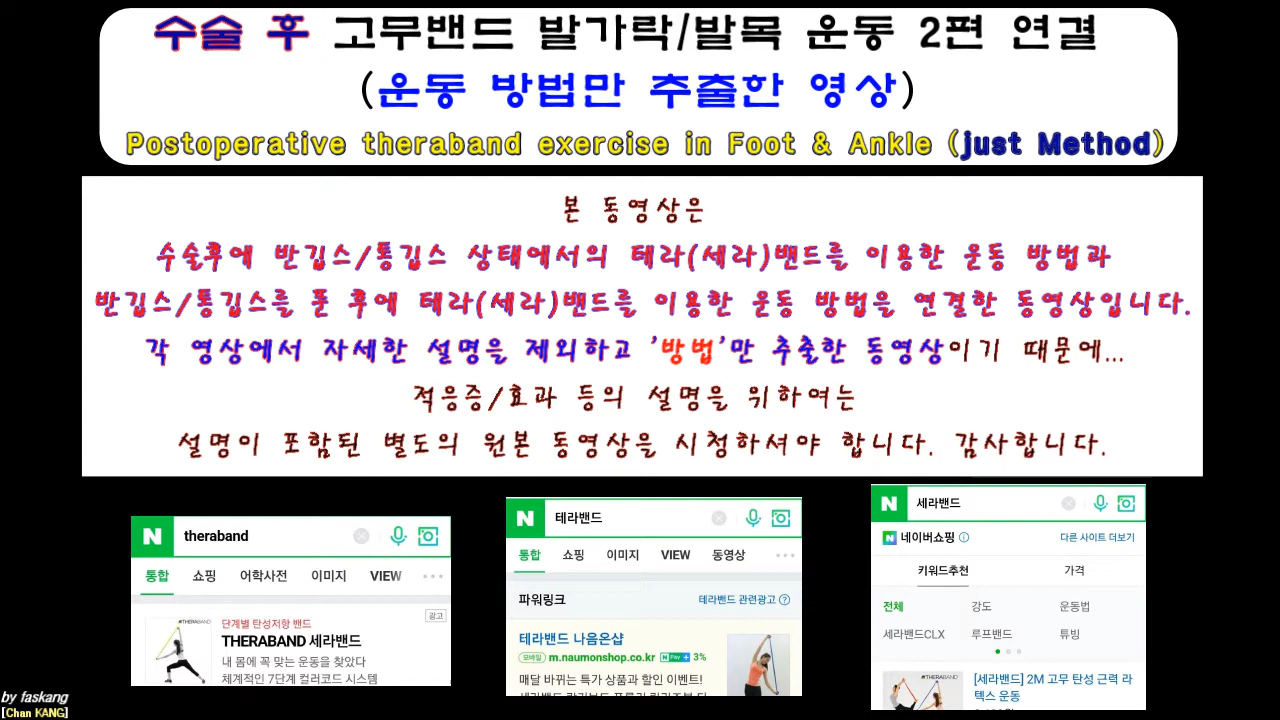 수술 후 고무밴드 발가락/발목 운동 2편 연결
(운동 방법만 추출한 영상)
Postoperative theraband exercise in Foot & Ankle (just Method)
본 동영상은
수술후에 반깁스/통깁스 상태에서의 테라(세라)밴드를 이용한 운동 방법과
반깁스/통깁스를 푼 후에 테라(세라)밴드를 이용한 운동 방법을 연결한 동영상입니다.
각 영상에서 자세한 설명을 제외하고 '방법'만 추출한 동영상이기 때문에...
적응증/효과 등의 설명을 위하여는
설명이 포함된 별도의 원본 동영상을 시청하셔야 합니다. 감사합니다.
N theraband
통합 쇼핑 어학사전 이미지 VIEW
광고
단계별 탄성저항 밴드
THERABAND 세라밴드
내 몸에 꼭 맞는 운동을 찾았다
체계적인 7단계 컬러코드 시스템
N 테라밴드
통합 쇼핑 이미지 VIEW 동영상
파워링크 테라밴드 관련광고
테라밴드 나음온샵
모바일 m.naumonshop.co.kr N Pay + 3%
매달 바뀌는 특가 상품과 할인 이벤트!
N 세라밴드
N 네이버쇼핑 다른 사이트 더보기
키워드추천 가격
전체 강도 운동법
세라밴드CLX 루프밴드 튜빙
[세라밴드] 2M 고무 탄성 근력 라
텍스 운동
by faskang
[Chan KANG]